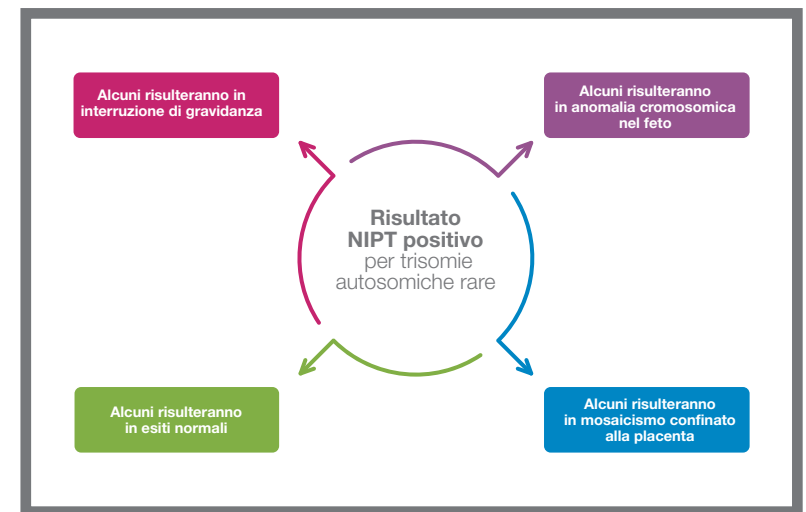 Alcuni risulteranno in
interruzione di gravidanza
Alcuni risulteranno
in anomalia cromosomica
nel feto
Risultato
NIPT positivo
per trisomie
autosomiche rare
Alcuni risulteranno
in esiti normali
Alcuni risulteranno
in mosaicismo confinato
alla placenta